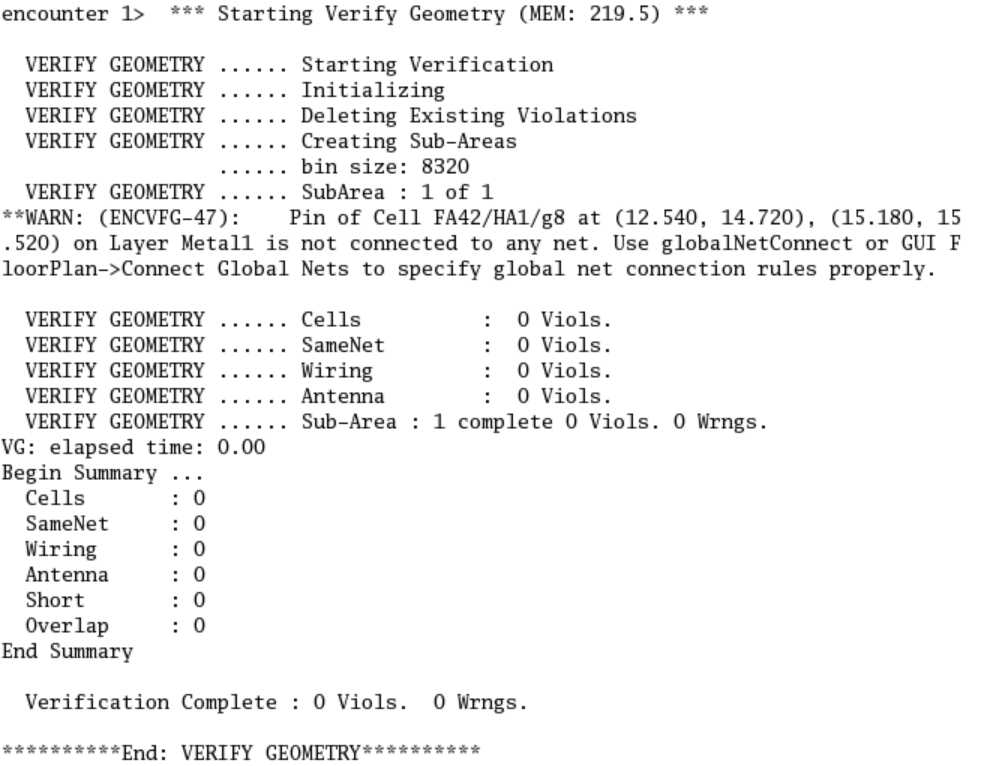 encounter 1>  *** Starting Verify Geometry (MEM: 219.5) ***
  VERIFY GEOMETRY ...... Starting Verification
  VERIFY GEOMETRY ...... Initializing
  VERIFY GEOMETRY ...... Deleting Existing Violations
  VERIFY GEOMETRY ...... Creating Sub-Areas
                  ...... bin size: 8320
  VERIFY GEOMETRY ...... SubArea : 1 of 1
**WARN: (ENCVFG-47):    Pin of Cell FA42/HA1/g8 at (12.540, 14.720), (15.180, 15
.520) on Layer Metal1 is not connected to any net. Use globalNetConnect or GUI F
loorPlan->Connect Global Nets to specify global net connection rules properly.
  VERIFY GEOMETRY ...... Cells          :  0 Viols.
  VERIFY GEOMETRY ...... SameNet        :  0 Viols.
  VERIFY GEOMETRY ...... Wiring         :  0 Viols.
  VERIFY GEOMETRY ...... Antenna        :  0 Viols.
  VERIFY GEOMETRY ...... Sub-Area : 1 complete 0 Viols. 0 Wrngs.
VG: elapsed time: 0.00
Begin Summary ...
  Cells       : 0
  SameNet     : 0
  Wiring      : 0
  Antenna     : 0
  Short       : 0
  Overlap     : 0
End Summary
  Verification Complete : 0 Viols.  0 Wrngs.
**********End: VERIFY GEOMETRY**********